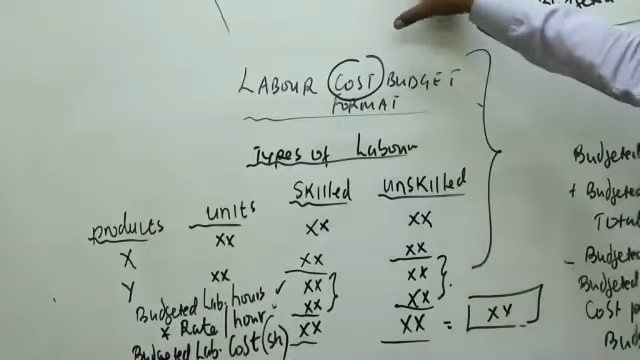 LABOUR COST BUDGET
FORMAT
Types of Labour
products units Skilled unskilled
X xx xx xx
Y xx xx xx
Budgeted Lab. hours xx xx
* Rate / hour xx xx
Budgeted Lab. Cost (sh) xx xx = xx
Budgeted
+ Budgeted
Total
- Budgeted
Budgeted
Cost p
Bud